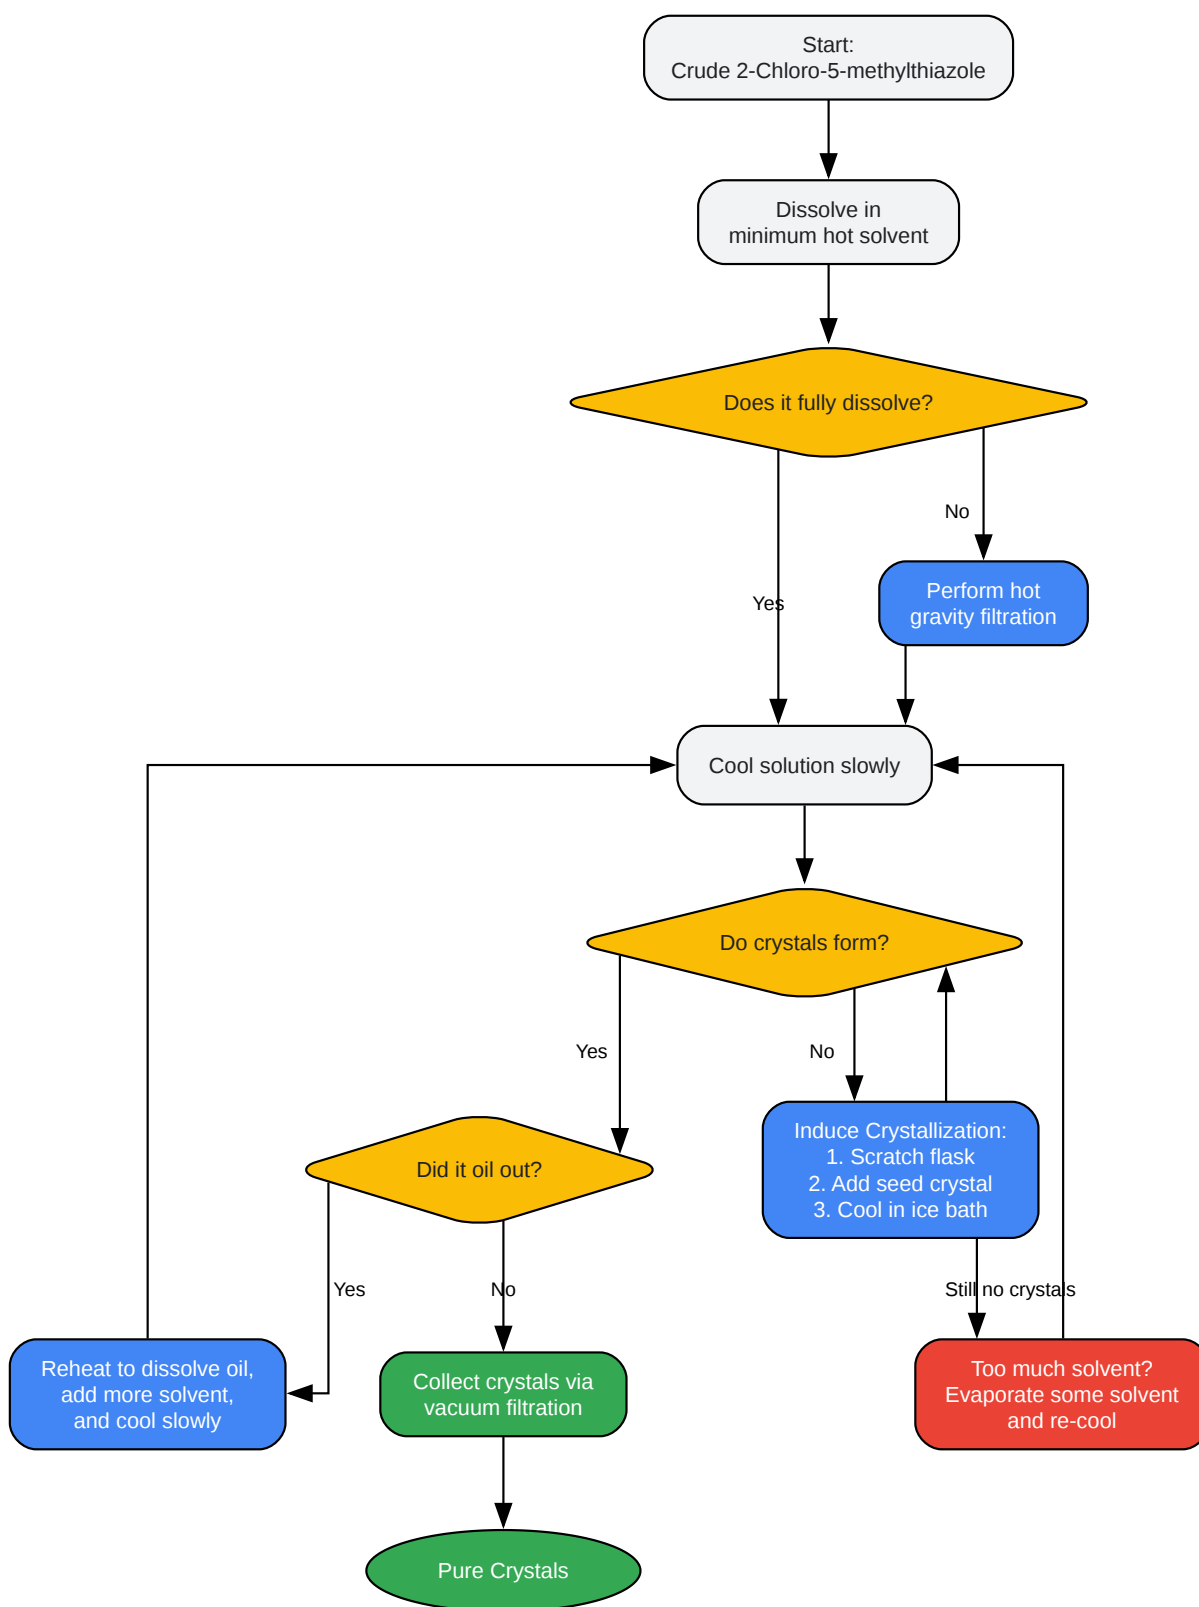 Start:
Crude 2-Chloro-5-methylthiazole
Dissolve in
minimum hot solvent
Does it fully dissolve?
No
Yes
Perform hot
gravity filtration
Cool solution slowly
Do crystals form?
Yes
No
Induce Crystallization:
1. Scratch flask
2. Add seed crystal
3. Cool in ice bath
Did it oil out?
Yes
No
Still no crystals
Reheat to dissolve oil,
add more solvent,
and cool slowly
Collect crystals via
vacuum filtration
Too much solvent?
Evaporate some solvent
and re-cool
Pure Crystals